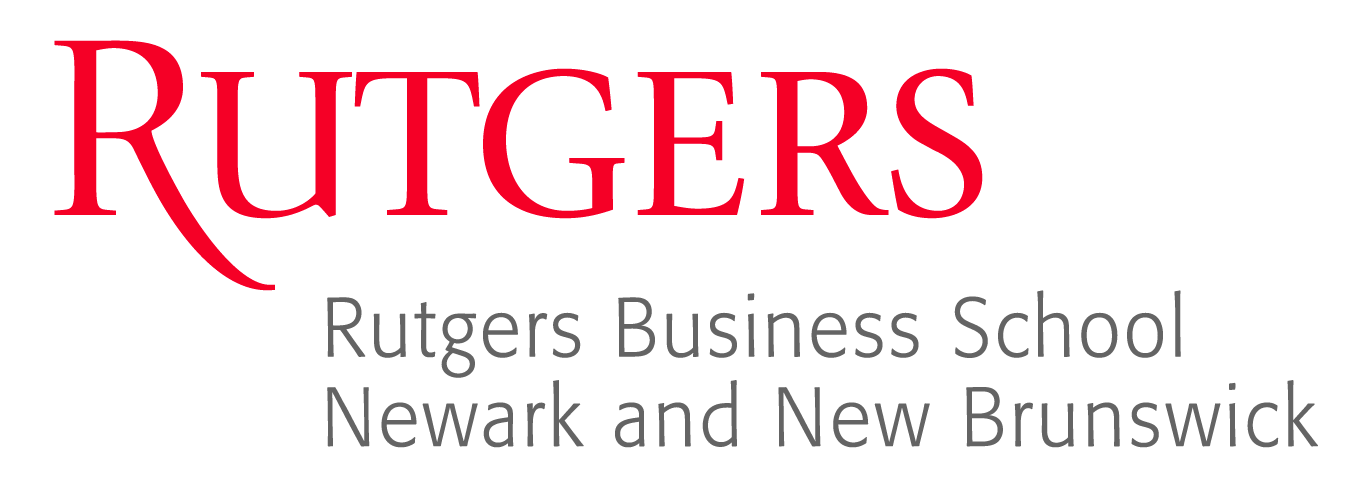 RUTGERS
Rutgers Business School
Newark and New Brunswick